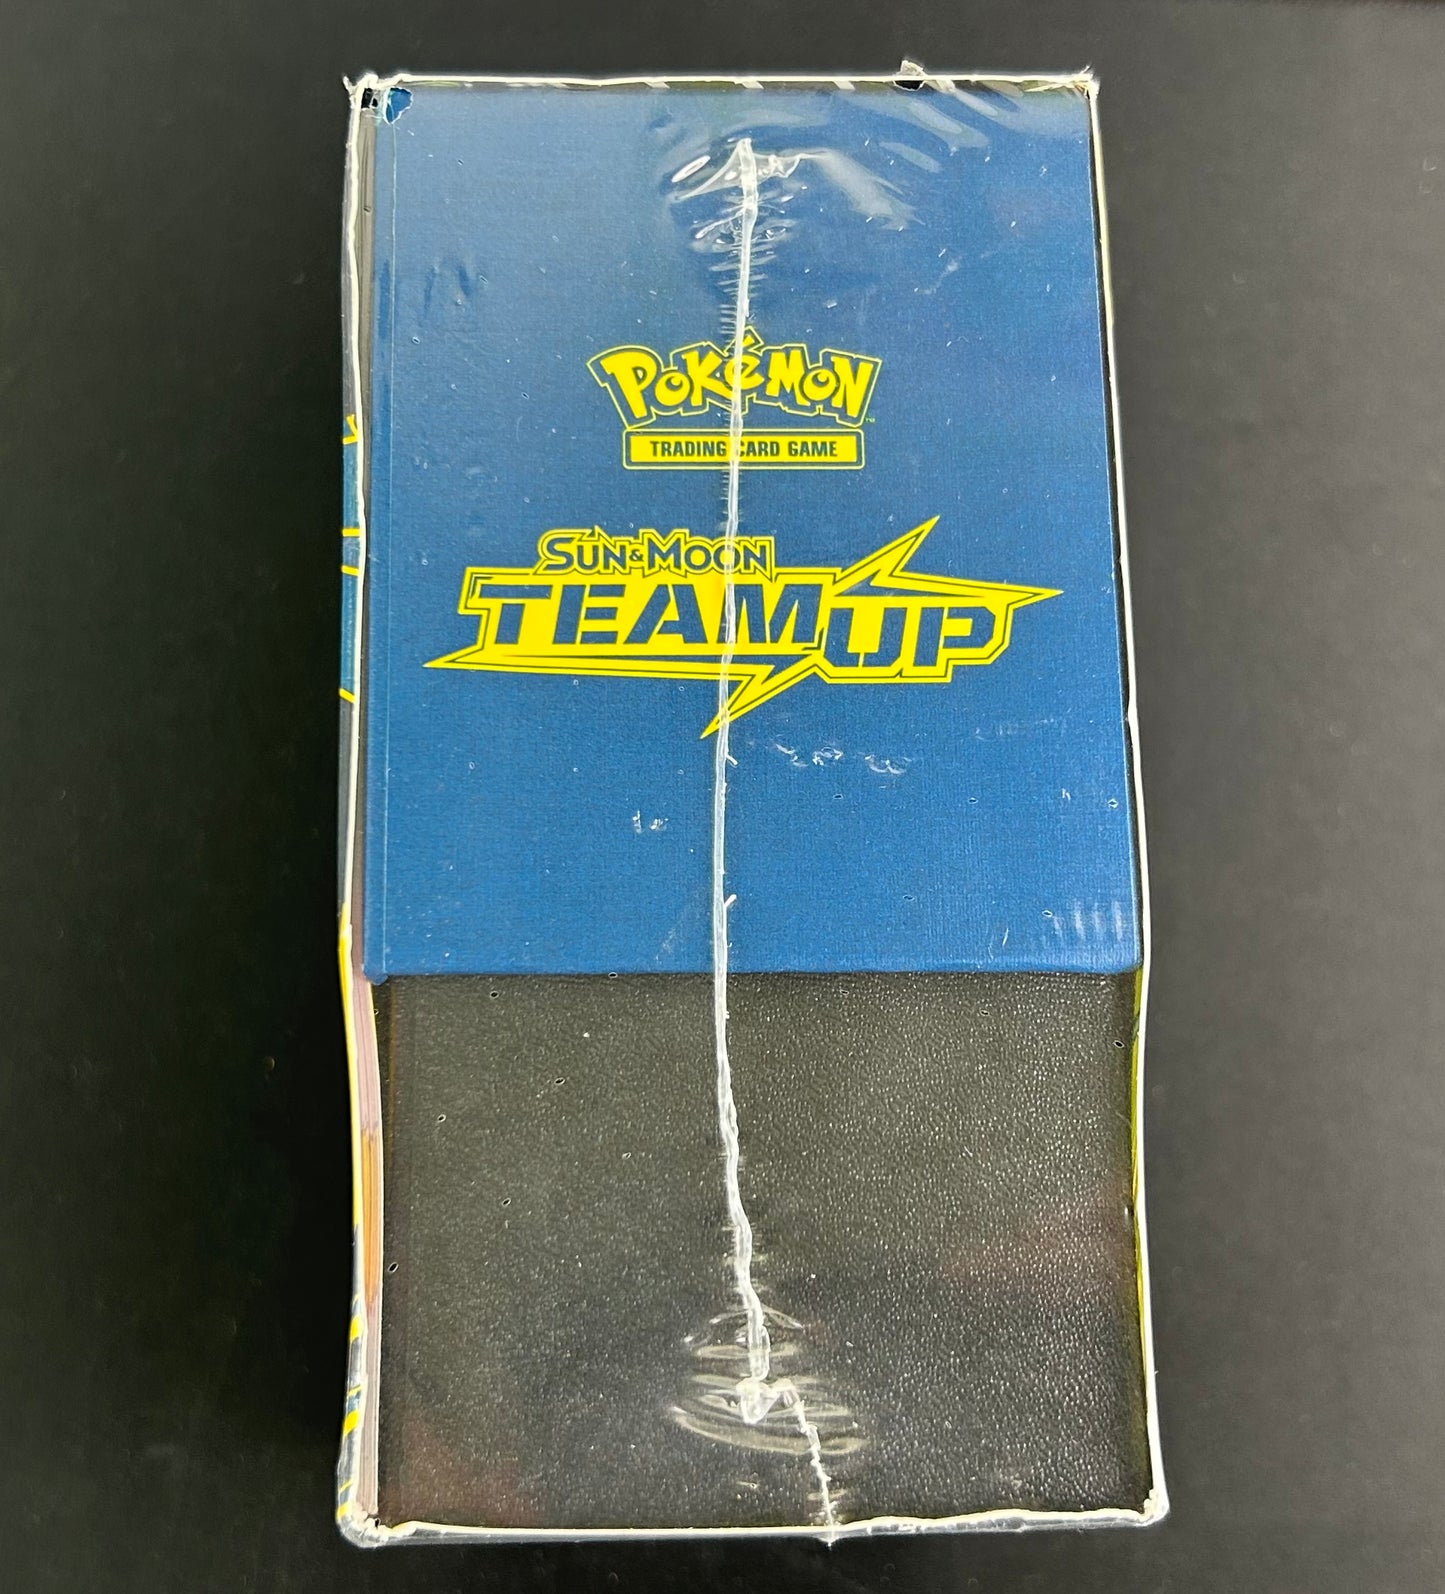 POKéMON
TRADING CARD GAME
SUN & MOON
TEAM UP